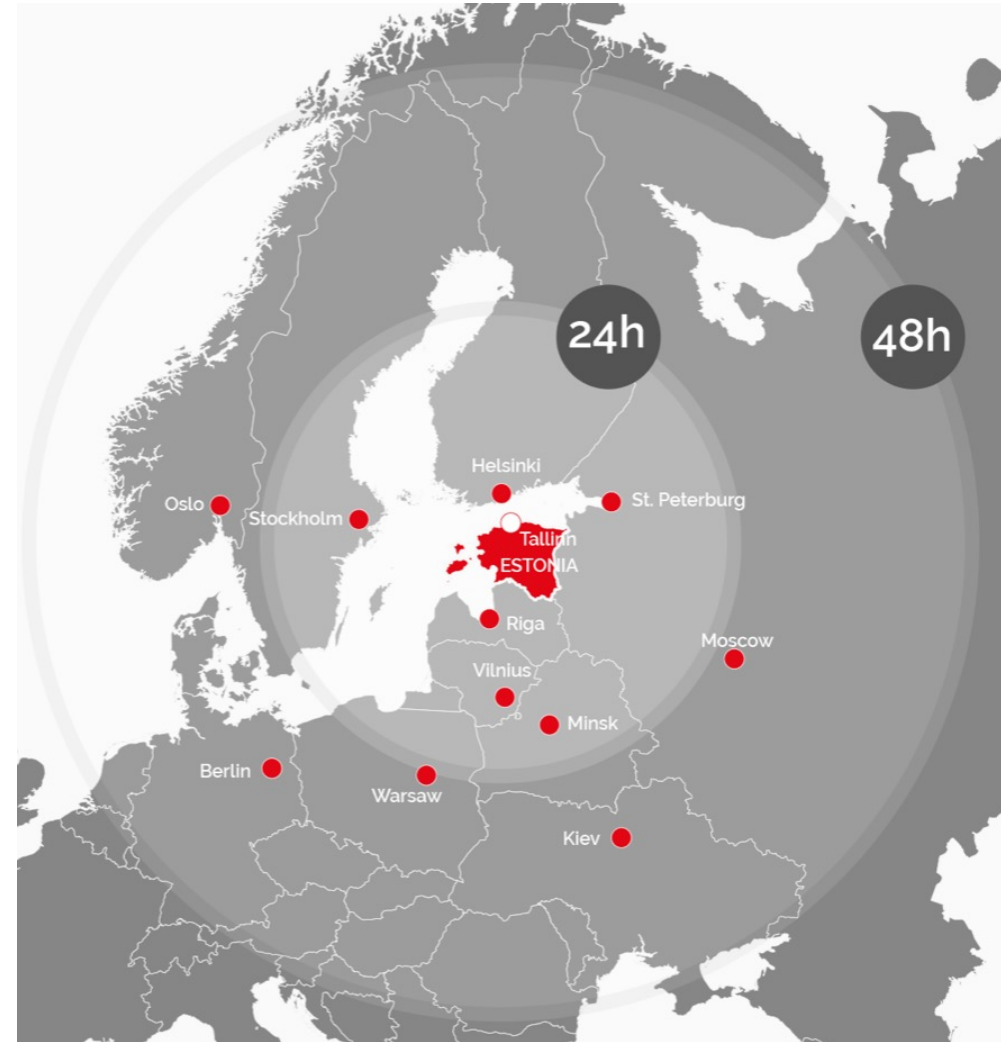 24h
48h
Helsinki
Oslo
Stockholm
St. Peterburg
Tallinn
ESTONIA
Riga
Moscow
Vilnius
Minsk
Berlin
Warsaw
Kiev